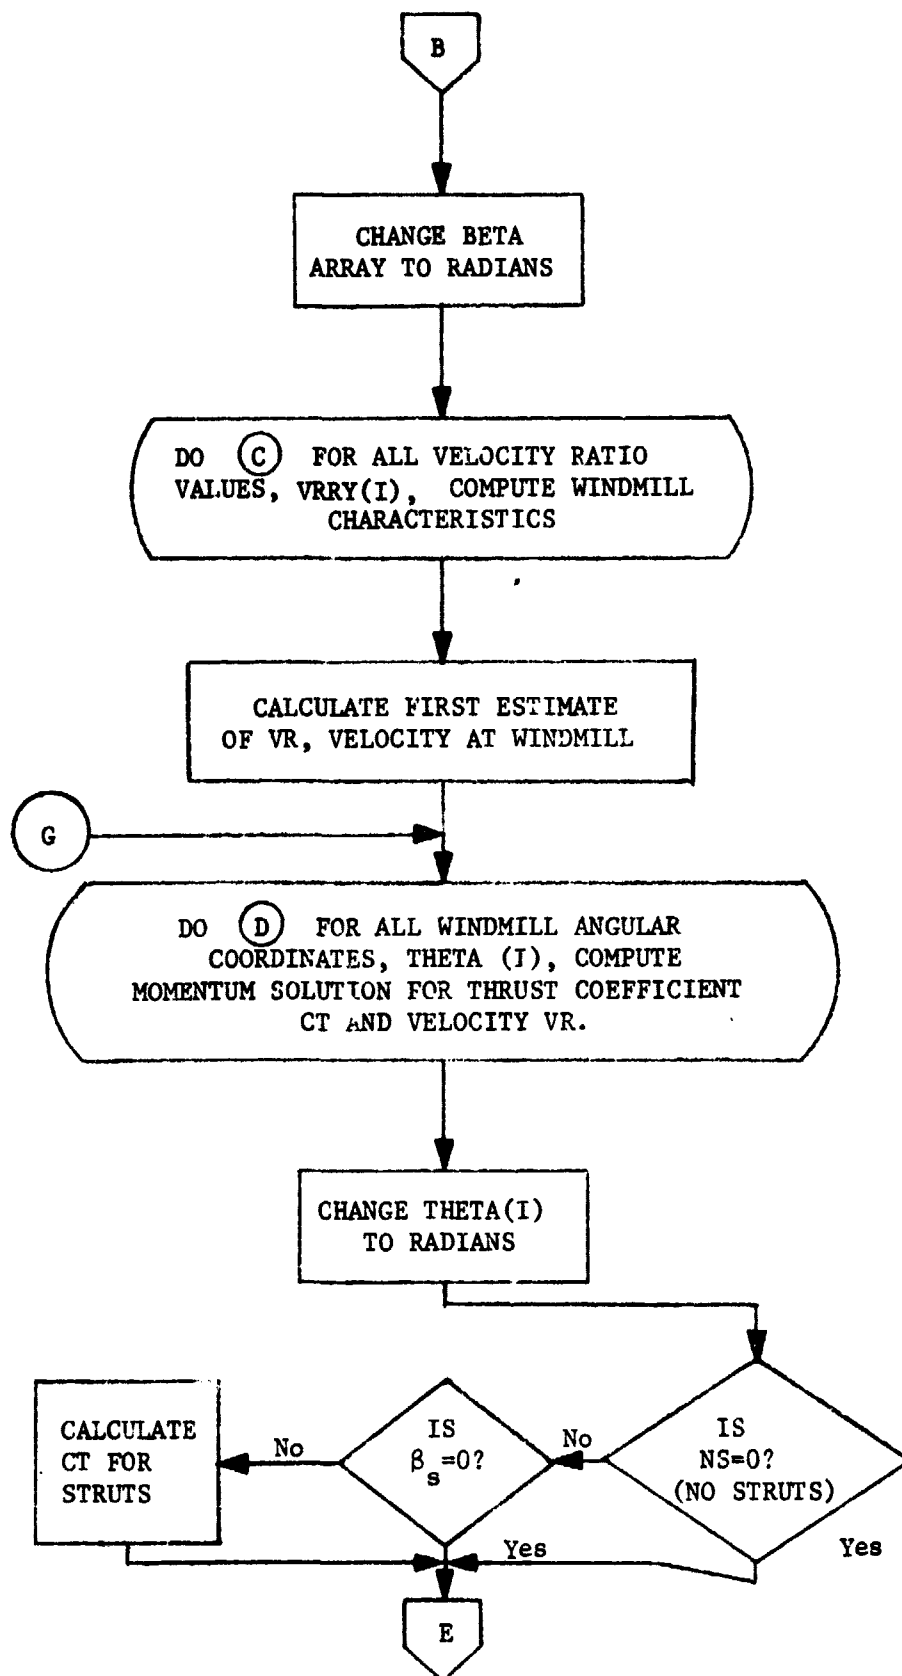 B
CHANGE BETA
ARRAY TO RADIANS
DO C FOR ALL VELOCITY RATIO
VALUES, VRRY(I), COMPUTE WINDMILL
CHARACTERISTICS
CALCULATE FIRST ESTIMATE
OF VR, VELOCITY AT WINDMILL
G
DO D FOR ALL WINDMILL ANGULAR
COORDINATES, THETA (I), COMPUTE
MOMENTUM SOLUTION FOR THRUST COEFFICIENT
CT AND VELOCITY VR.
CHANGE THETA(I)
TO RADIANS
IS
NS=0?
(NO STRUTS)
No
Yes
IS
βs=0?
No
Yes
CALCULATE
CT FOR
STRUTS
E